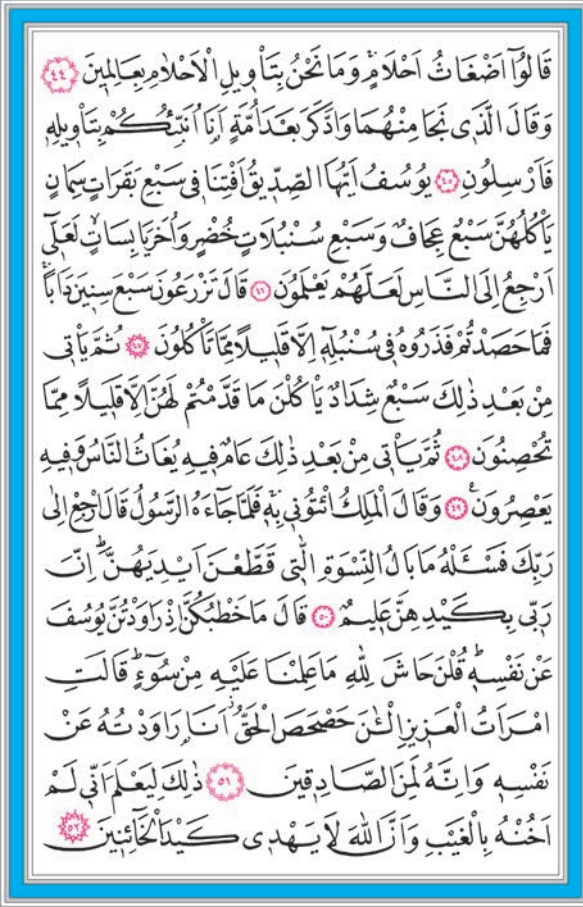 قَالُٓوا اَضْغَاثُ اَحْلَامٍۚ وَمَا نَحْنُ بِتَأْو۪يلِ الْاَحْلَامِ بِعَالِم۪ينَ ﴿٤٤﴾
وَقَالَ الَّذ۪ي نَجَا مِنْهُمَا وَادَّكَرَ بَعْدَ اُمَّةٍ اَنَا۬ اُنَبِّئُكُمْ بِتَأْو۪يلِه۪
فَاَرْسِلُونِ ﴿٤٥﴾ يُوسُفُ اَيُّهَا الصِّدّ۪يقُ اَفْتِنَا ف۪ي سَبْعِ بَقَرَاتٍ سِمَانٍ
يَأْكُلُهُنَّ سَبْعٌ عِجَافٌ وَسَبْعِ سُنْبُلَاتٍ خُضْرٍ وَاُخَرَ يَابِسَاتٍۙ لَعَلّ۪ٓي
اَرْجِعُ اِلَى النَّاسِ لَعَلَّهُمْ يَعْلَمُونَ ﴿٤٦﴾ قَالَ تَزْرَعُونَ سَبْعَ سِن۪ينَ دَاَبًاۚ
فَمَا حَصَدْتُمْ فَذَرُوهُ ف۪ي سُنْبُلِه۪ٓ اِلَّا قَل۪يلًا مِمَّا تَأْكُلُونَ ﴿٤٧﴾ ثُمَّ يَأْت۪ي
مِنْ بَعْدِ ذٰلِكَ سَبْعٌ شِدَادٌ يَأْكُلْنَ مَا قَدَّمْتُمْ لَهُنَّ اِلَّا قَل۪يلًا مِمَّا
تُحْصِنُونَ ﴿٤٨﴾ ثُمَّ يَأْت۪ي مِنْ بَعْدِ ذٰلِكَ عَامٌ ف۪يهِ يُغَاثُ النَّاسُ وَف۪يهِ
يَعْصِرُونَ۟ ﴿٤٩﴾ وَقَالَ الْمَلِكُ ائْتُون۪ي بِه۪ۚ فَلَمَّا جَٓاءَهُ الرَّسُولُ قَالَ ارْجِعْ اِلٰى
رَبِّكَ فَسْـَٔلْهُ مَا بَالُ النِّسْوَةِ الّٰت۪ي قَطَّعْنَ اَيْدِيَهُنَّۜ اِنَّ
رَبّ۪ي بِكَيْدِهِنَّ عَل۪يمٌ ﴿٥٠﴾ قَالَ مَا خَطْبُكُنَّ اِذْ رَاوَدْتُنَّ يُوسُفَ
عَنْ نَفْسِه۪ۜ قُلْنَ حَاشَ لِلّٰهِ مَا عَلِمْنَا عَلَيْهِ مِنْ سُٓوءٍۜ قَالَتِ
امْرَاَتُ الْعَز۪يزِ الْـٰٔنَ حَصْحَصَ الْحَقُّۘ اَنَا۬ رَاوَدْتُهُ عَنْ
نَفْسِه۪ وَاِنَّهُ لَمِنَ الصَّادِق۪ينَ ﴿٥١﴾ ذٰلِكَ لِيَعْلَمَ اَنّ۪ي لَمْ
اَخُنْهُ بِالْغَيْبِ وَاَنَّ اللّٰهَ لَا يَهْد۪ي كَيْدَ الْخَٓائِن۪ينَ ﴿٥٢﴾